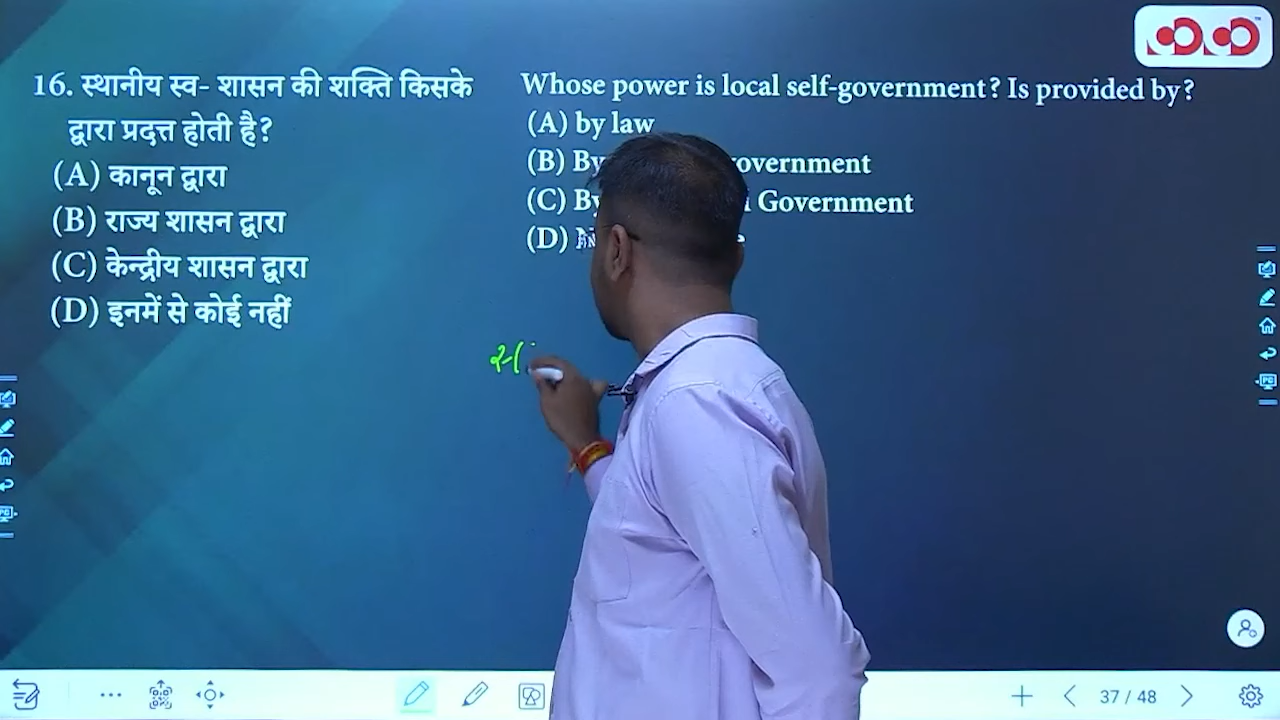 16. स्थानीय स्व- शासन की शक्ति किसके
द्वारा प्रदत्त होती है?
(A) कानून द्वारा
(B) राज्य शासन द्वारा
(C) केन्द्रीय शासन द्वारा
(D) इनमें से कोई नहीं
Whose power is local self-government? Is provided by?
(A) by law
(B) By
(C) By Government
(D)
37 / 48